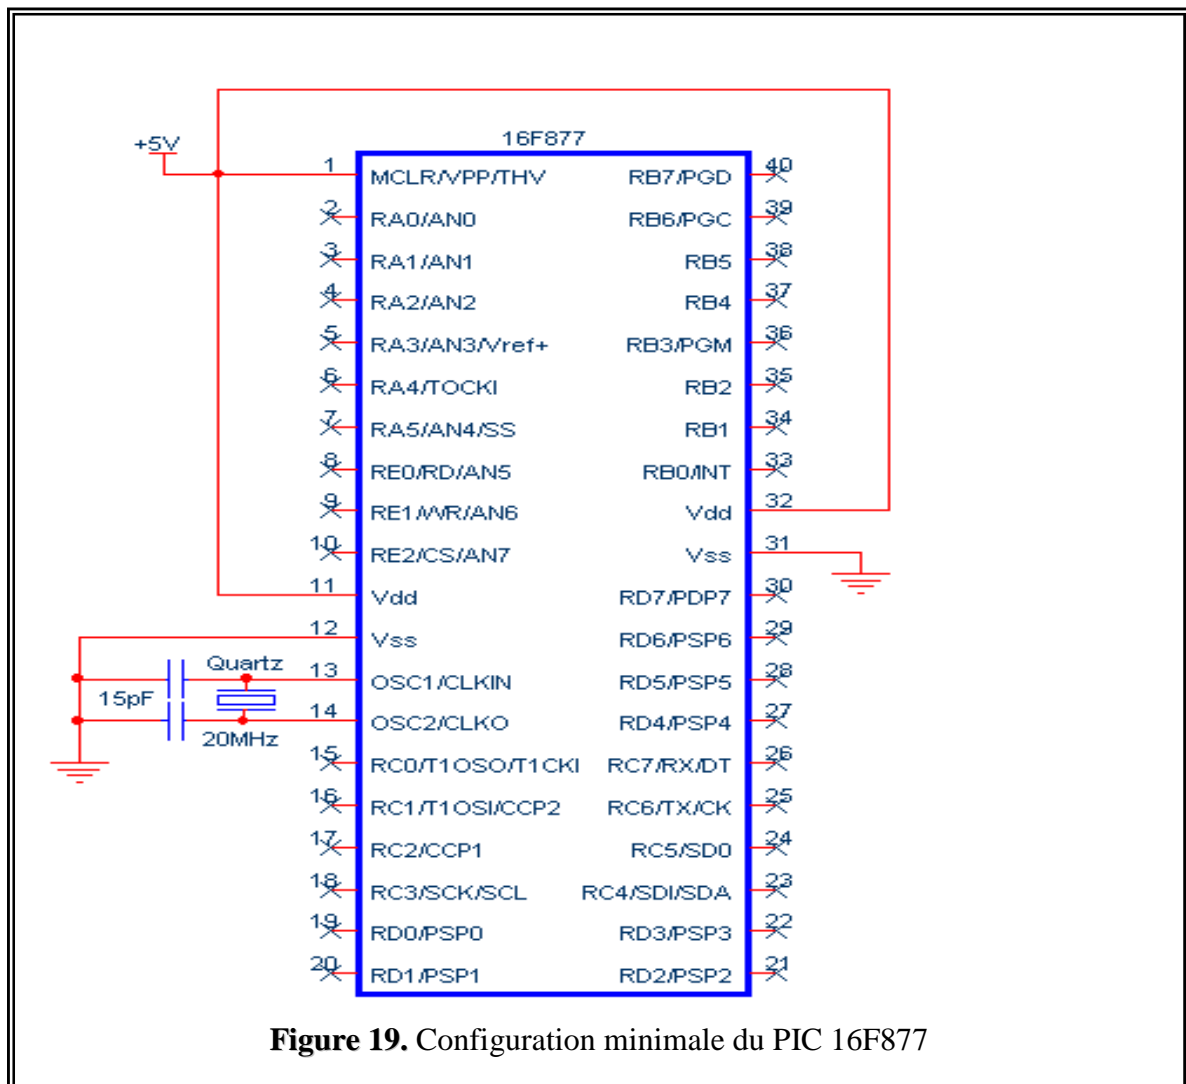 16F877
+5V
1 MCLR/VPP/THV RB7/PGD 40
2 RA0/AN0 RB6/PGC 39
3 RA1/AN1 RB5 38
4 RA2/AN2 RB4 37
5 RA3/AN3/Vref+ RB3/PGM 36
6 RA4/TOCKI RB2 35
7 RA5/AN4/SS RB1 34
8 RE0/RD/AN5 RB0/INT 33
9 RE1/WR/AN6 Vdd 32
10 RE2/CS/AN7 Vss 31
11 Vdd RD7/PDP7 30
12 Vss RD6/PSP6 29
Quartz 13 OSC1/CLKIN RD5/PSP5 28
15pF
14 OSC2/CLKO RD4/PSP4 27
20MHz
15 RC0/T1OSO/T1CKI RC7/RX/DT 26
16 RC1/T1OSI/CCP2 RC6/TX/CK 25
17 RC2/CCP1 RC5/SD0 24
18 RC3/SCK/SCL RC4/SDI/SDA 23
19 RD0/PSP0 RD3/PSP3 22
20 RD1/PSP1 RD2/PSP2 21
Figure 19. Configuration minimale du PIC 16F877